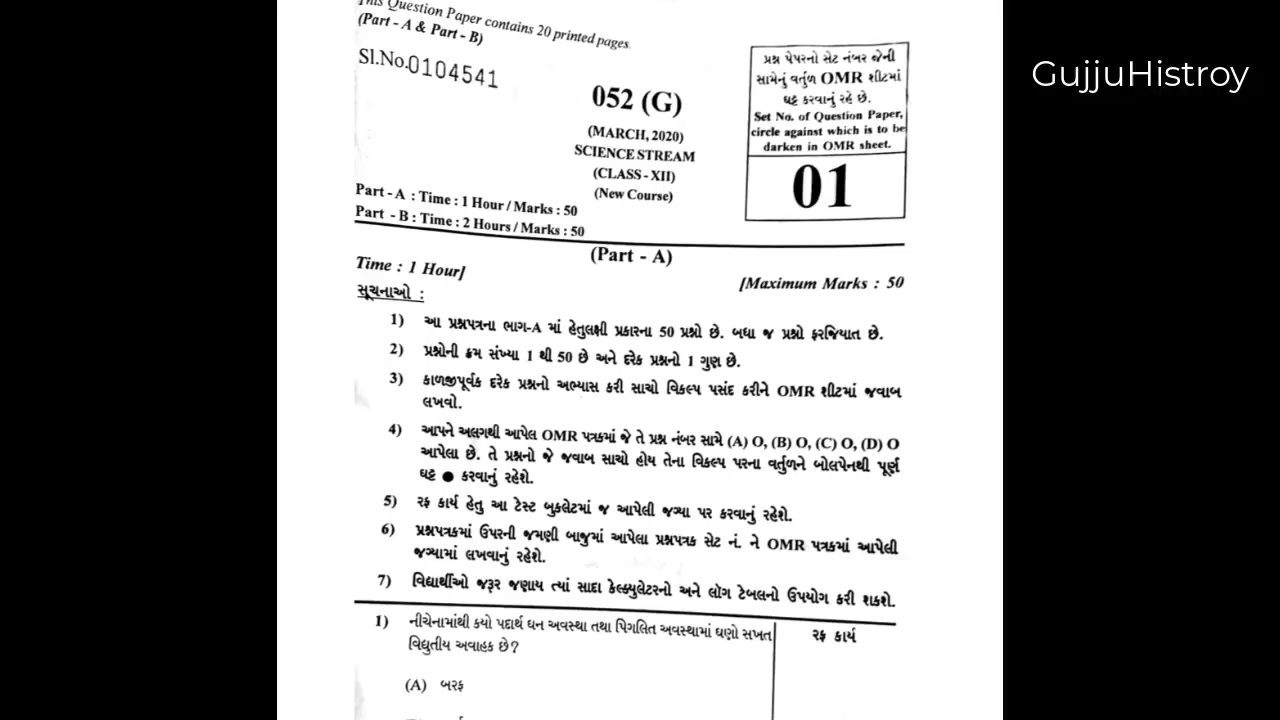 This Question Paper contains 20 printed pages.
(Part - A & Part - B)
Sl.No.0104541
052 (G)
(MARCH, 2020)
SCIENCE STREAM
(CLASS - XII)
(New Course)
પ્રશ્ન પેપરનો સેટ નંબર જેની
સામેનું વર્તુળ OMR શીટમાં
ઘટ્ટ કરવાનું રહે છે.
Set No. of Question Paper,
circle against which is to be
darken in OMR sheet.
01
GujjuHistroy
Part - A : Time : 1 Hour / Marks : 50
Part - B : Time : 2 Hours / Marks : 50
(Part - A)
Time : 1 Hour]
[Maximum Marks : 50
સૂચનાઓ :
1) આ પ્રશ્નપત્રના ભાગ-A માં હેતુલક્ષી પ્રકારના 50 પ્રશ્નો છે. બધા જ પ્રશ્નો ફરજિયાત છે.
2) પ્રશ્નોની ક્રમ સંખ્યા 1 થી 50 છે અને દરેક પ્રશ્નનો 1 ગુણ છે.
3) કાળજીપૂર્વક દરેક પ્રશ્નનો અભ્યાસ કરી સાચો વિકલ્પ પસંદ કરીને OMR શીટમાં જવાબ
લખવો.
4) આપને અલગથી આપેલ OMR પત્રકમાં જે તે પ્રશ્ન નંબર સામે (A) O, (B) O, (C) O, (D) O
આપેલા છે. તે પ્રશ્નનો જે જવાબ સાચો હોય તેના વિકલ્પ પરના વર્તુળને બોલપેનથી પૂર્ણ
ઘટ્ટ ● કરવાનું રહેશે.
5) રફ કાર્ય હેતુ આ ટેસ્ટ બુકલેટમાં જ આપેલી જગ્યા પર કરવાનું રહેશે.
6) પ્રશ્નપત્રકમાં ઉપરની જમણી બાજુમાં આપેલા પ્રશ્નપત્રક સેટ નં. ને OMR પત્રકમાં આપેલી
જગ્યામાં લખવાનું રહેશે.
7) વિદ્યાર્થીઓ જરૂર જણાય ત્યાં સાદા કેલ્ક્યુલેટરનો અને લૉગ ટેબલનો ઉપયોગ કરી શકશે.
1) નીચેનામાંથી કયો પદાર્થ ઘન અવસ્થા તથા પિગલિત અવસ્થામાં ઘણો સખત
વિદ્યુતીય અવાહક છે?
રફ કાર્ય
(A) બરફ